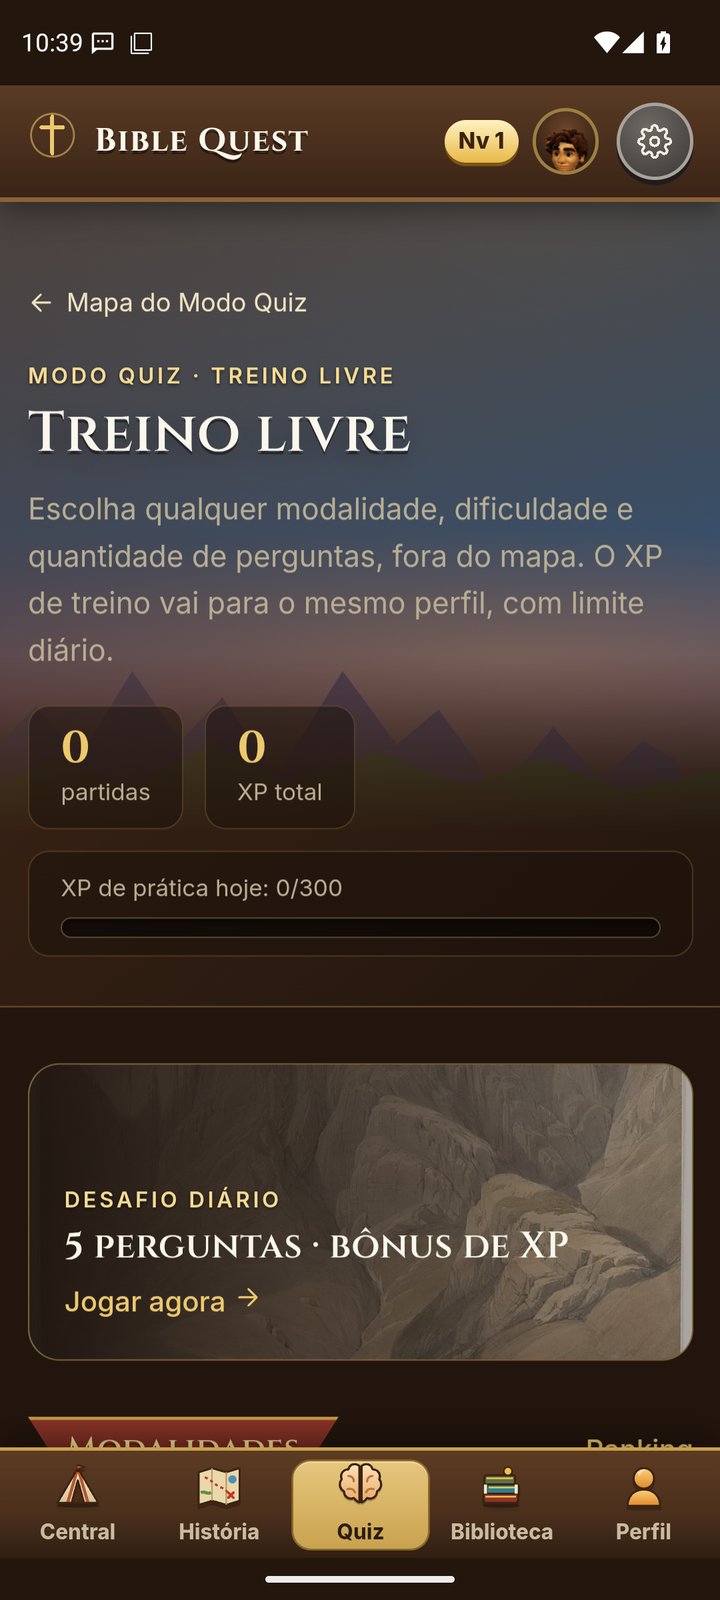 10:39
Bible Quest
Nv 1
← Mapa do Modo Quiz
MODO QUIZ · TREINO LIVRE
Treino livre
Escolha qualquer modalidade, dificuldade e
quantidade de perguntas, fora do mapa. O XP
de treino vai para o mesmo perfil, com limite
diário.
0
partidas
0
XP total
XP de prática hoje: 0/300
DESAFIO DIÁRIO
5 perguntas · bônus de XP
Jogar agora →
Modalidades
Ranking
Central
História
Quiz
Biblioteca
Perfil